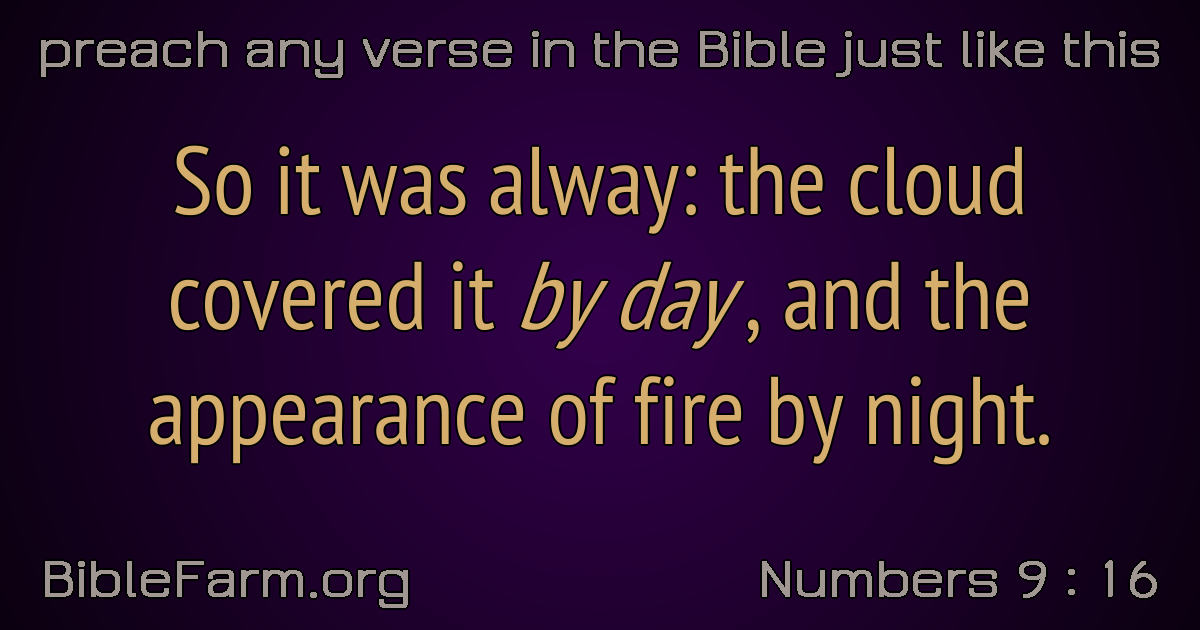 preach any verse in the Bible just like this
So it was alway: the cloud
covered it by day, and the
appearance of fire by night.
BibleFarm.org
Numbers 9 : 16